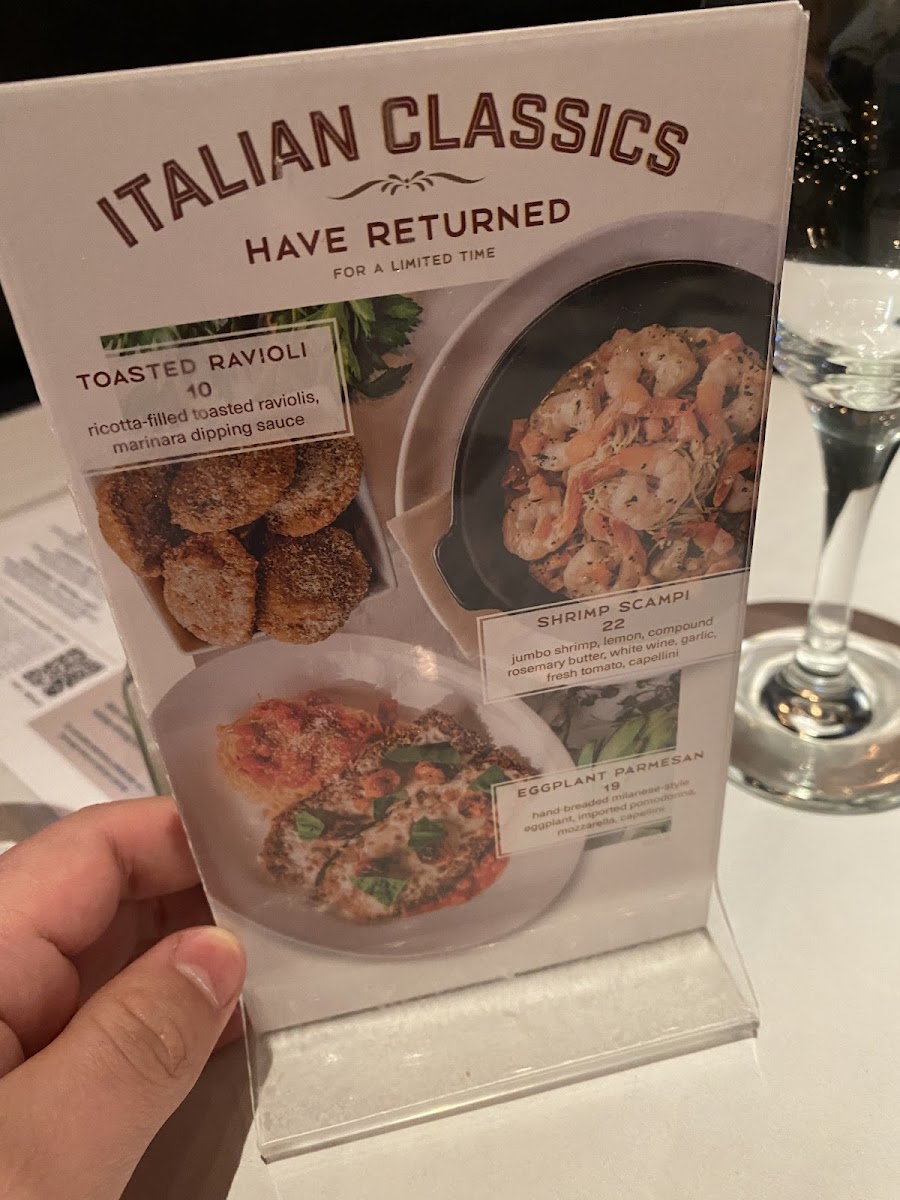 ITALIAN CLASSICS
HAVE RETURNED
FOR A LIMITED TIME
TOASTED RAVIOLI
10
ricotta-filled toasted raviolis,
marinara dipping sauce
SHRIMP SCAMPI
22
jumbo shrimp, lemon, compound
rosemary butter, white wine, garlic,
fresh tomato, capellini
EGGPLANT PARMESAN
19
hand-breaded milanese-style
eggplant, imported pomodorina,
mozzarella, capellini